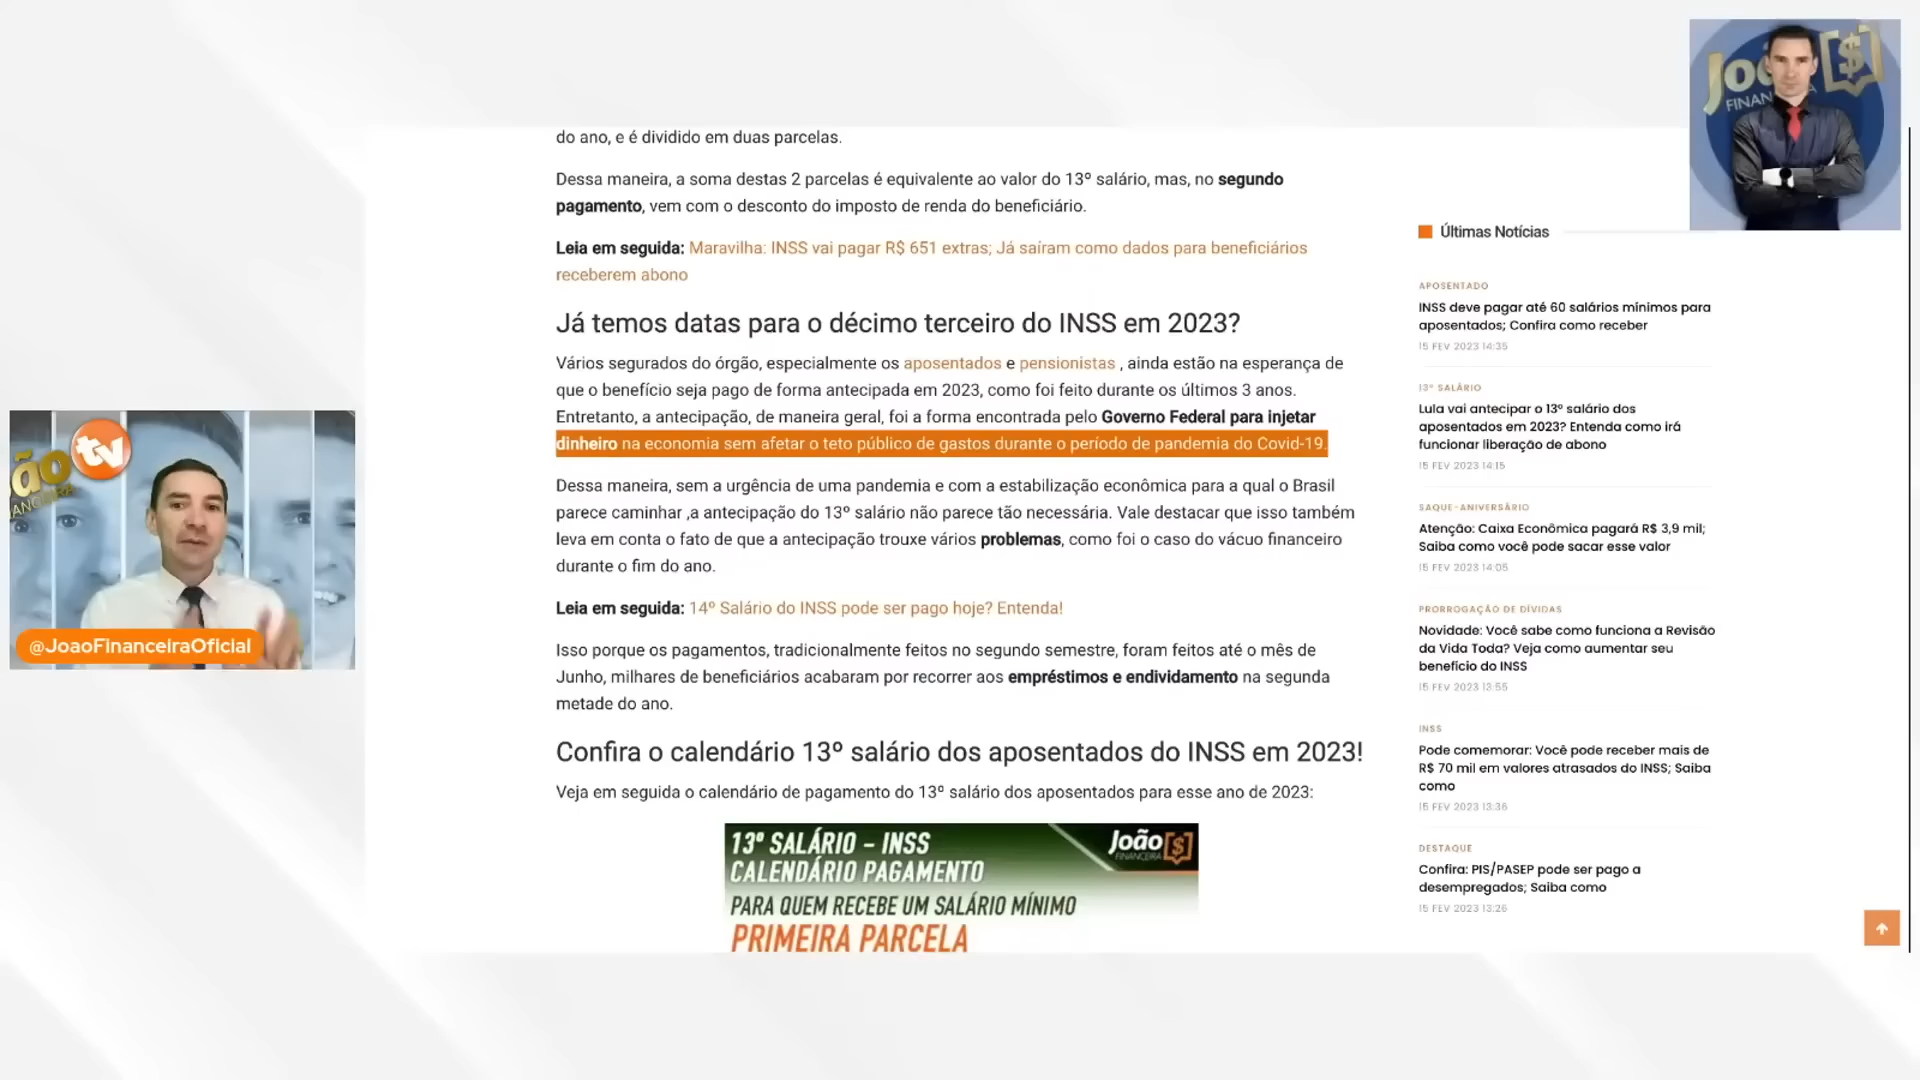 do ano, e é dividido em duas parcelas.
Dessa maneira, a soma destas 2 parcelas é equivalente ao valor do 13º salário, mas, no segundo
pagamento, vem com o desconto do imposto de renda do beneficiário.
Leia em seguida: Maravilha: INSS vai pagar R$ 651 extras; Já saíram como dados para beneficiários
receberem abono
Já temos datas para o décimo terceiro do INSS em 2023?
Vários segurados do órgão, especialmente os aposentados e pensionistas , ainda estão na esperança de
que o benefício seja pago de forma antecipada em 2023, como foi feito durante os últimos 3 anos.
Entretanto, a antecipação, de maneira geral, foi a forma encontrada pelo Governo Federal para injetar
dinheiro na economia sem afetar o teto público de gastos durante o período de pandemia do Covid-19.
Dessa maneira, sem a urgência de uma pandemia e com a estabilização econômica para a qual o Brasil
parece caminhar ,a antecipação do 13º salário não parece tão necessária. Vale destacar que isso também
leva em conta o fato de que a antecipação trouxe vários problemas, como foi o caso do vácuo financeiro
durante o fim do ano.
Leia em seguida: 14º Salário do INSS pode ser pago hoje? Entenda!
Isso porque os pagamentos, tradicionalmente feitos no segundo semestre, foram feitos até o mês de
Junho, milhares de beneficiários acabaram por recorrer aos empréstimos e endividamento na segunda
metade do ano.
Confira o calendário 13º salário dos aposentados do INSS em 2023!
Veja em seguida o calendário de pagamento do 13º salário dos aposentados para esse ano de 2023:
13º SALÁRIO – INSS
CALENDÁRIO PAGAMENTO
PARA QUEM RECEBE UM SALÁRIO MÍNIMO
PRIMEIRA PARCELA
João $
FINANCEIRA
Últimas Notícias
APOSENTADO
INSS deve pagar até 60 salários mínimos para
aposentados; Confira como receber
15 FEV 2023 14:35
13º SALÁRIO
Lula vai antecipar o 13º salário dos
aposentados em 2023? Entenda como irá
funcionar liberação de abono
15 FEV 2023 14:15
SAQUE-ANIVERSÁRIO
Atenção: Caixa Econômica pagará R$ 3,9 mil;
Saiba como você pode sacar esse valor
15 FEV 2023 14:05
PRORROGAÇÃO DE DÍVIDAS
Novidade: Você sabe como funciona a Revisão
da Vida Toda? Veja como aumentar seu
benefício do INSS
15 FEV 2023 13:55
INSS
Pode comemorar: Você pode receber mais de
R$ 70 mil em valores atrasados do INSS; Saiba
como
15 FEV 2023 13:36
DESTAQUE
Confira: PIS/PASEP pode ser pago a
desempregados; Saiba como
15 FEV 2023 13:26
ão tv
@JoaoFinanceiraOficial